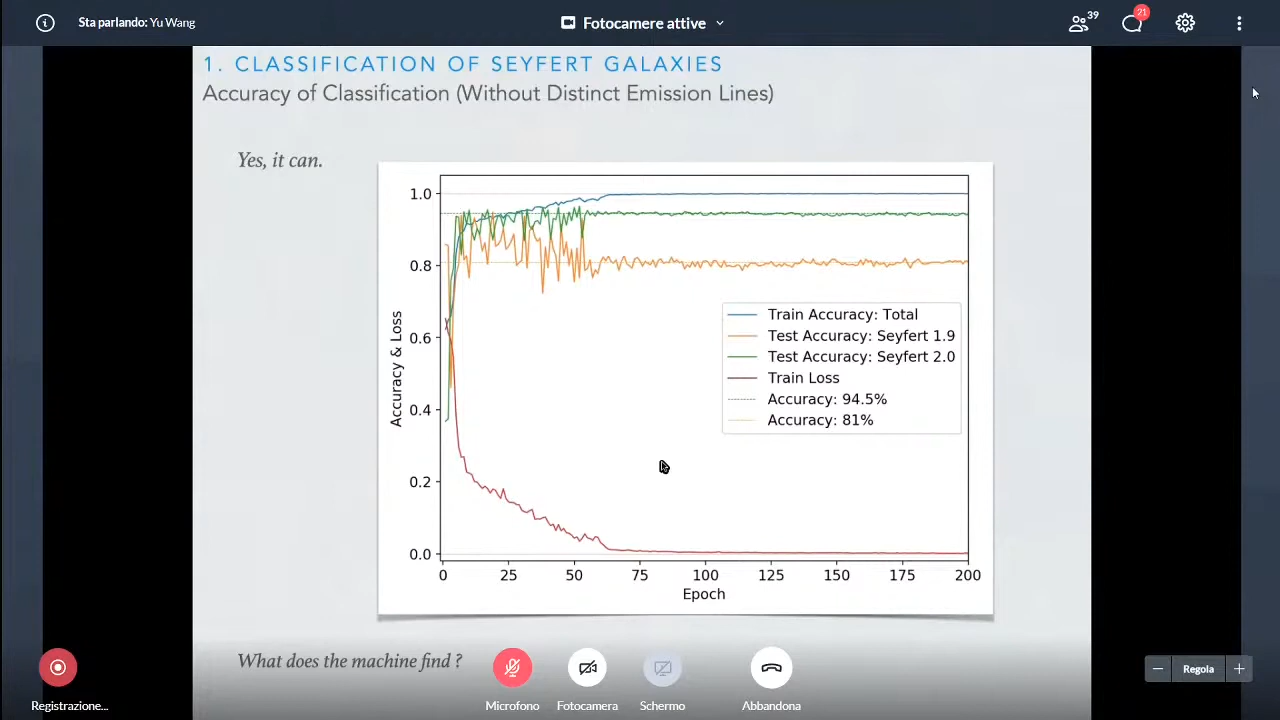 Sta parlando: Yu Wang
Fotocamere attive
39
21
1. CLASSIFICATION OF SEYFERT GALAXIES
Accuracy of Classification (Without Distinct Emission Lines)
Yes, it can.
Accuracy & Loss
1.0
0.8
0.6
0.4
0.2
0.0
Train Accuracy: Total
Test Accuracy: Seyfert 1.9
Test Accuracy: Seyfert 2.0
Train Loss
Accuracy: 94.5%
Accuracy: 81%
0 25 50 75 100 125 150 175 200
Epoch
What does the machine find ?
Regola
Registrazione...
Microfono
Fotocamera
Schermo
Abbandona